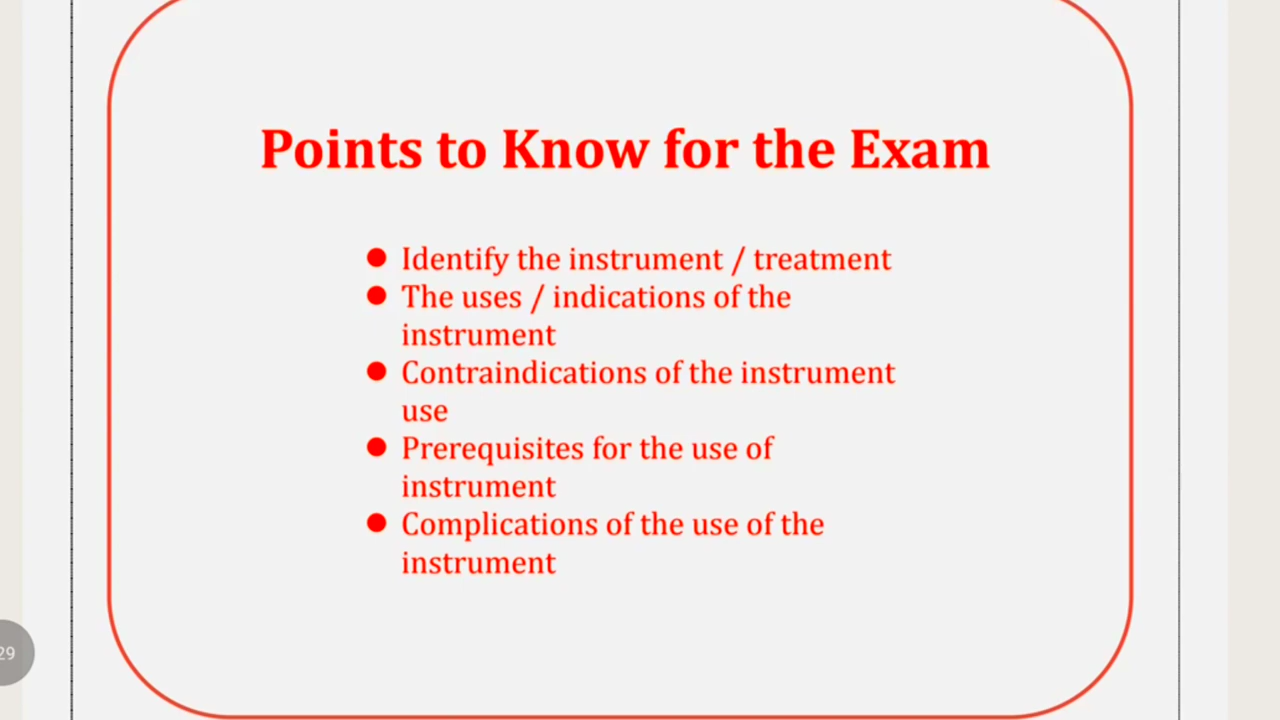 Points to Know for the Exam
● Identify the instrument / treatment
● The uses / indications of the
instrument
● Contraindications of the instrument
use
● Prerequisites for the use of
instrument
● Complications of the use of the
instrument
29